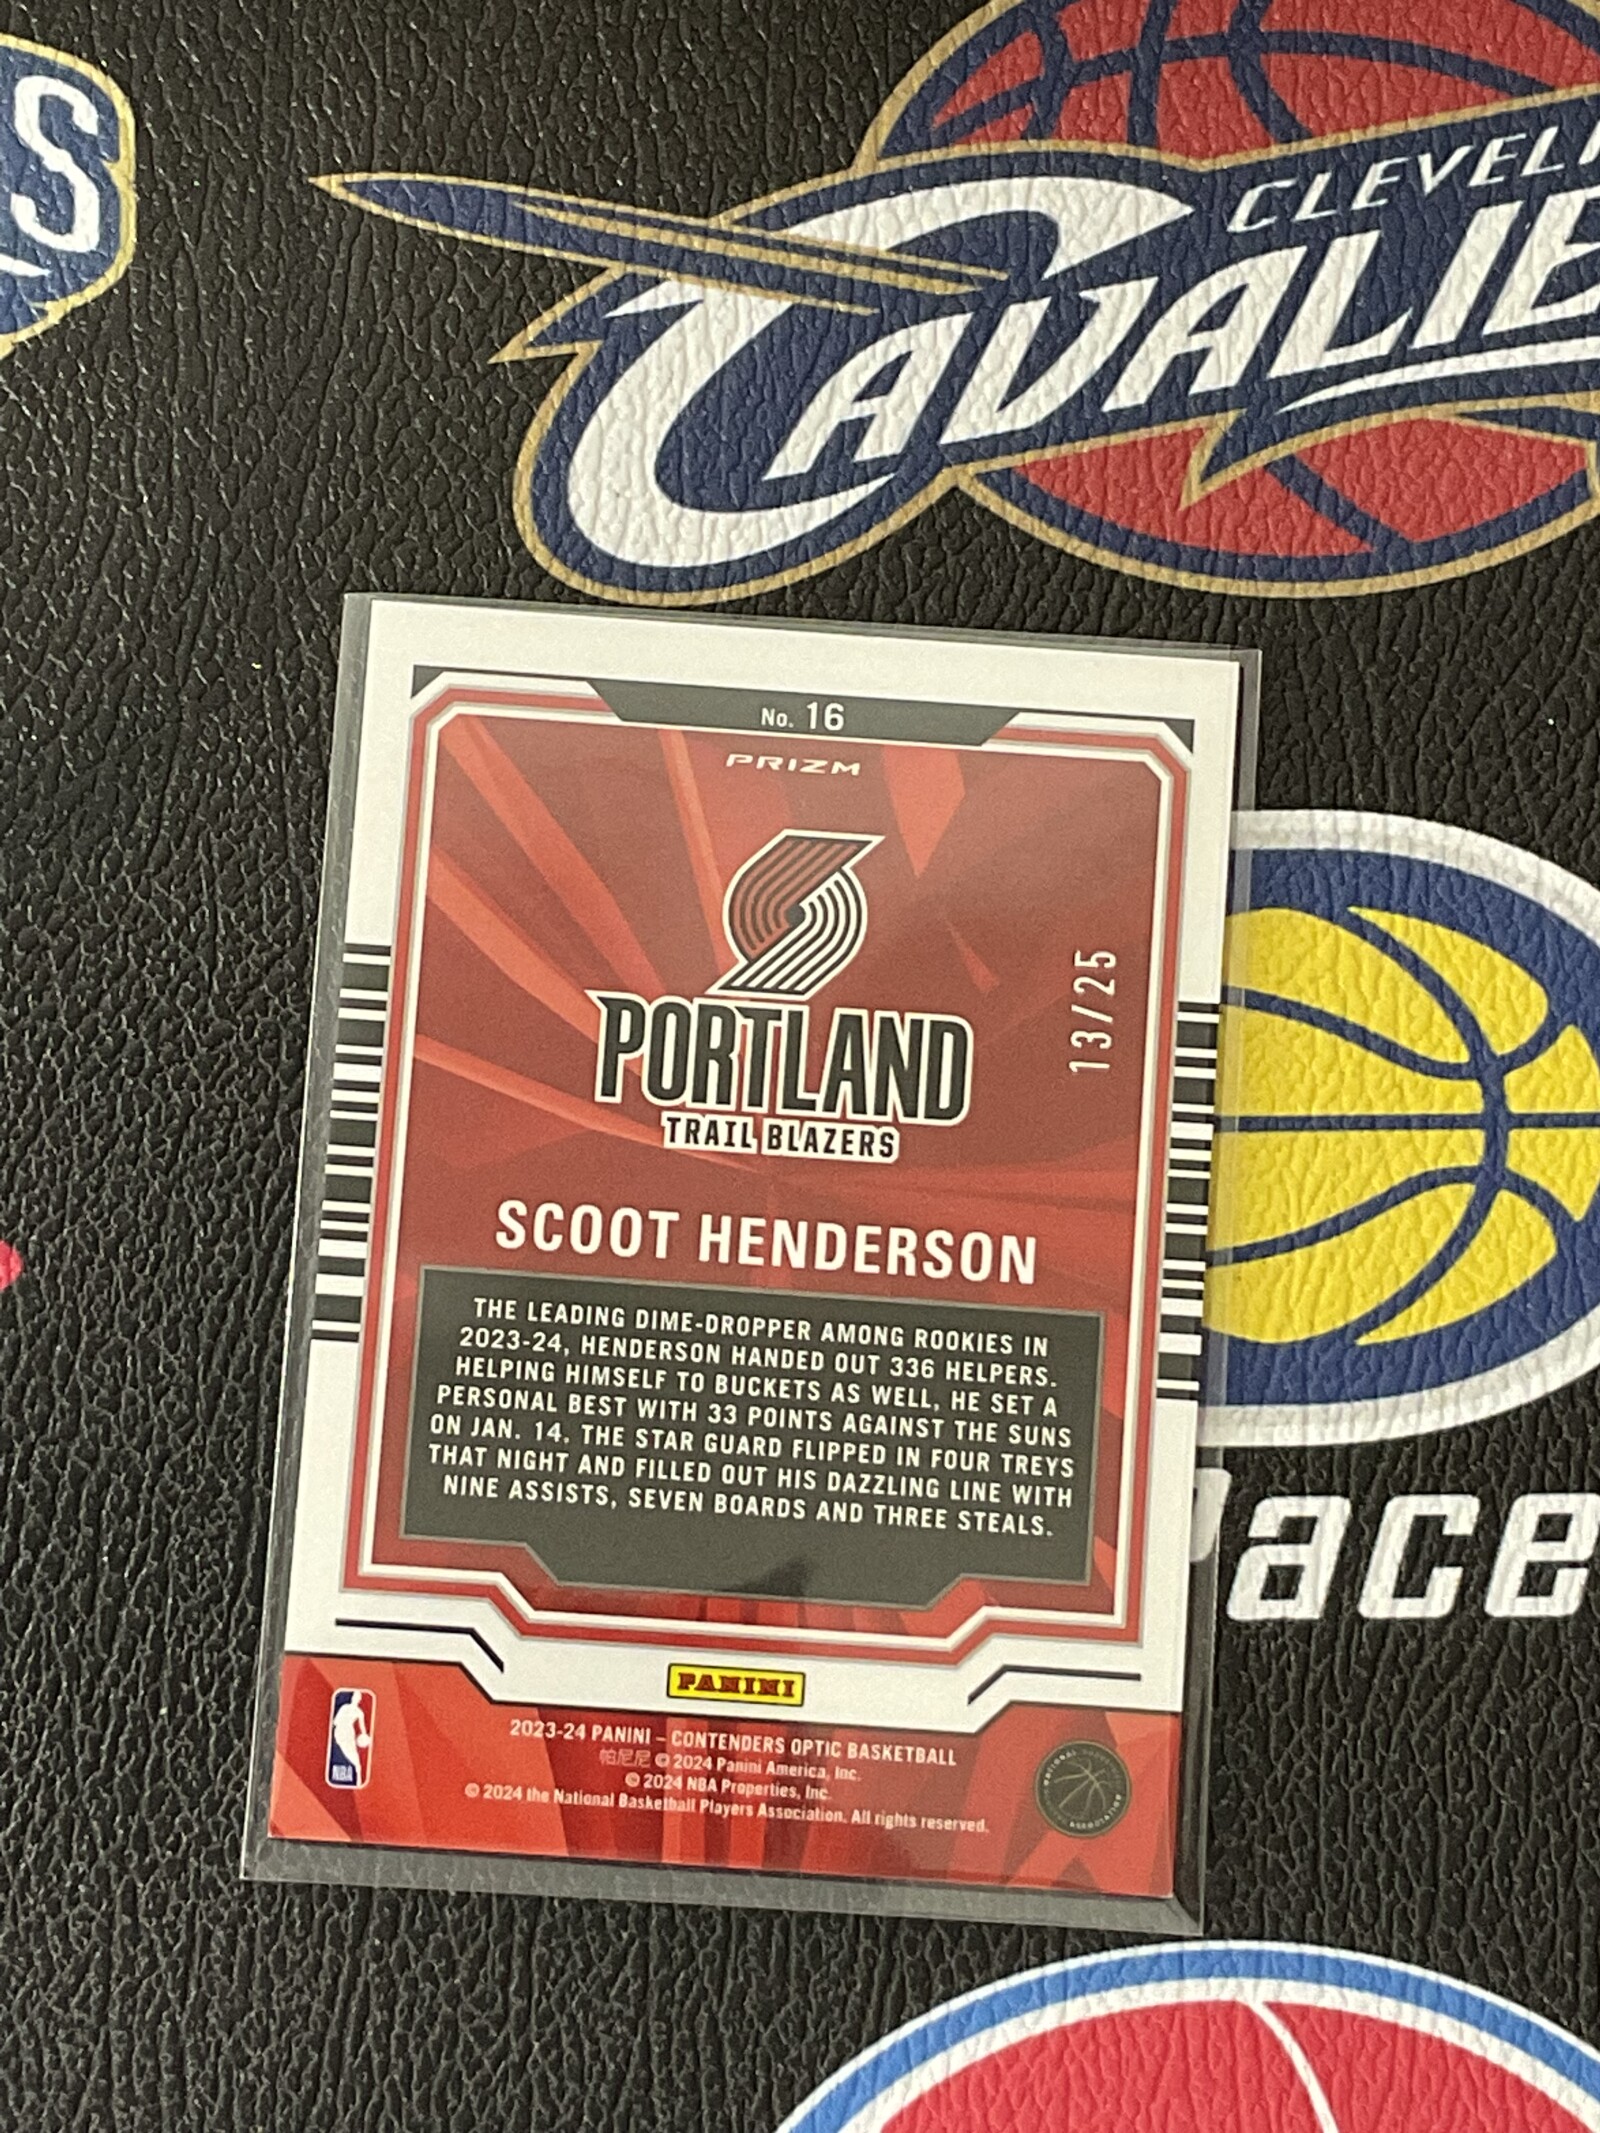 S
CLEVEL
CAVALIE
No. 16
PRIZM
PORTLAND
TRAIL BLAZERS
13/25
SCOOT HENDERSON
THE LEADING DIME-DROPPER AMONG ROOKIES IN
2023-24, HENDERSON HANDED OUT 336 HELPERS.
HELPING HIMSELF TO BUCKETS AS WELL, HE SET A
PERSONAL BEST WITH 33 POINTS AGAINST THE SUNS
ON JAN. 14. THE STAR GUARD FLIPPED IN FOUR TREYS
THAT NIGHT AND FILLED OUT HIS DAZZLING LINE WITH
NINE ASSISTS, SEVEN BOARDS AND THREE STEALS.
ace
PANINI
NBA
2023-24 PANINI – CONTENDERS OPTIC BASKETBALL
帕尼尼 © 2024 Panini America, Inc.
© 2024 NBA Properties, Inc.
© 2024 the National Basketball Players Association. All rights reserved.